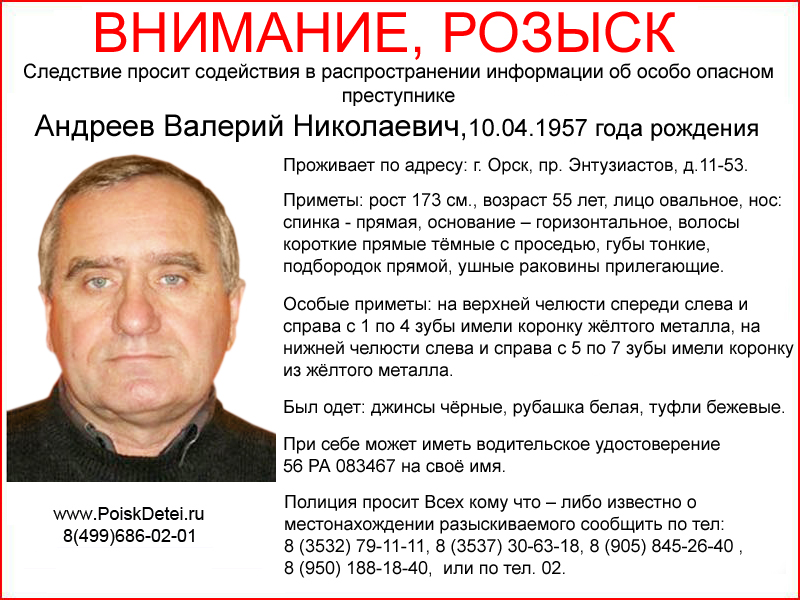 ВНИМАНИЕ, РОЗЫСК
Следствие просит содействия в распространении информации об особо опасном
преступнике
Андреев Валерий Николаевич,10.04.1957 года рождения
Проживает по адресу: г. Орск, пр. Энтузиастов, д.11-53.
Приметы: рост 173 см., возраст 55 лет, лицо овальное, нос:
спинка - прямая, основание – горизонтальное, волосы
короткие прямые тёмные с проседью, губы тонкие,
подбородок прямой, ушные раковины прилегающие.
Особые приметы: на верхней челюсти спереди слева и
справа с 1 по 4 зубы имели коронку жёлтого металла, на
нижней челюсти слева и справа с 5 по 7 зубы имели коронку
из жёлтого металла.
Был одет: джинсы чёрные, рубашка белая, туфли бежевые.
При себе может иметь водительское удостоверение
56 РА 083467 на своё имя.
Полиция просит Всех кому что – либо известно о
местонахождении разыскиваемого сообщить по тел:
8 (3532) 79-11-11, 8 (3537) 30-63-18, 8 (905) 845-26-40 ,
8 (950) 188-18-40,  или по тел. 02.
www.PoiskDetei.ru
8(499)686-02-01